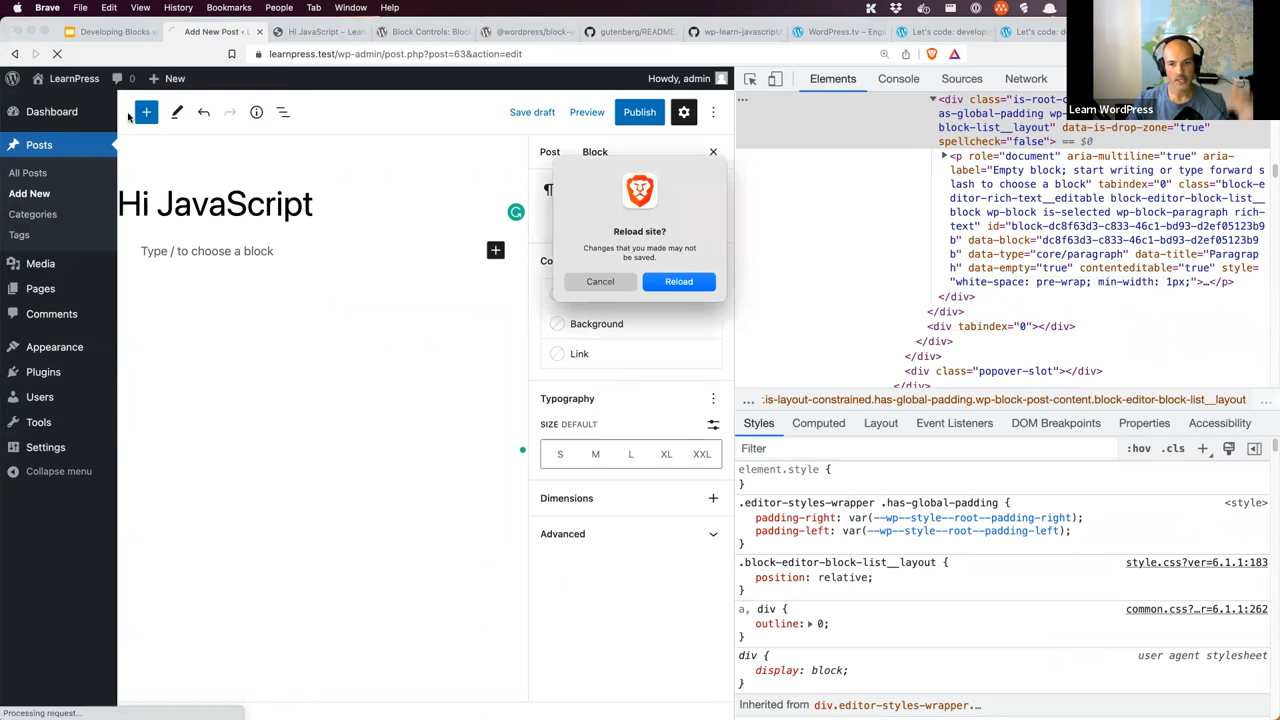 Brave File Edit View History Bookmarks People Tab Window Help
Developing Blocks w
Add New Post ‹ L
Hi JavaScript – Learn
Block Controls: Block
@wordpress/block-
gutenberg/README.
wp-learn-javascript/
WordPress.tv – Engl
Let's code: develop
Let's code: d
learnpress.test/wp-admin/post.php?post=63&action=edit
LearnPress 0 New
Howdy, admin
Elements Console Sources Network
Learn WordPress
Dashboard
Posts
All Posts
Add New
Categories
Tags
Media
Pages
Comments
Appearance
Plugins
Users
Tools
Settings
Collapse menu
Save draft Preview Publish
Hi JavaScript
Type / to choose a block
Post Block
Co
Reload site?
Changes that you made may not
be saved.
Cancel Reload
Background
Link
Typography
SIZE DEFAULT
S M L XL XXL
Dimensions
Advanced
Processing request...
<div class="is-root-c
as-global-padding wp-
block-list__layout" data-is-drop-zone="true"
spellcheck="false"> == $0
<p role="document" aria-multiline="true" aria-
label="Empty block; start writing or type forward s
lash to choose a block" tabindex="0" class="block-e
ditor-rich-text__editable block-editor-block-list__
block wp-block is-selected wp-block-paragraph rich-
text" id="block-dc8f63d3-c833-46c1-bd93-d2ef05123b9
b" data-block="dc8f63d3-c833-46c1-bd93-d2ef05123b9
b" data-type="core/paragraph" data-title="Paragrap
h" data-empty="true" contenteditable="true" style=
"white-space: pre-wrap; min-width: 1px;">…</p>
</div>
</div>
<div tabindex="0"></div>
</div>
</div>
<div class="popover-slot"></div>
</div>
... .is-layout-constrained.has-global-padding.wp-block-post-content.block-editor-block-list__layout ...
Styles Computed Layout Event Listeners DOM Breakpoints Properties Accessibility
Filter :hov .cls
element.style {
}
.editor-styles-wrapper .has-global-padding { <style>
padding-right: var(--wp--style--root--padding-right);
padding-left: var(--wp--style--root--padding-left);
}
.block-editor-block-list__layout { style.css?ver=6.1.1:183
position: relative;
}
a, div { common.css?…r=6.1.1:262
outline: 0;
}
div { user agent stylesheet
display: block;
}
Inherited from div.editor-styles-wrapper.…